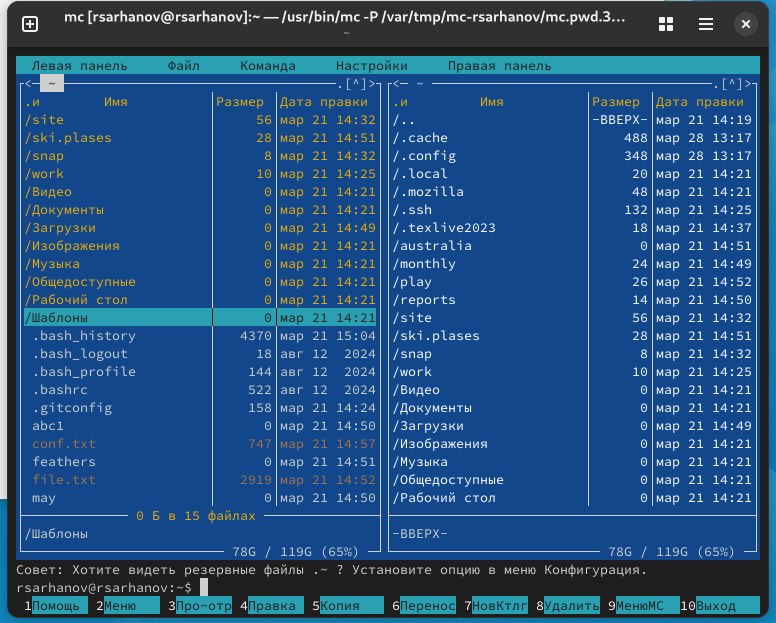 mc [rsarhanov@rsarhanov]:~ — /usr/bin/mc -P /var/tmp/mc-rsarhanov/mc.pwd.3…
~
Левая панель Файл Команда Настройки Правая панель
<─ ~ .[^]> <─ ~ .[^]>
.и Имя Размер Дата правки .и Имя Размер Дата правки
/site 56 мар 21 14:32 /.. -ВВЕРХ- мар 21 14:19
/ski.plases 28 мар 21 14:51 /.cache 488 мар 28 13:17
/snap 8 мар 21 14:32 /.config 348 мар 28 13:17
/work 10 мар 21 14:25 /.local 20 мар 21 14:21
/Видео 0 мар 21 14:21 /.mozilla 48 мар 21 14:21
/Документы 0 мар 21 14:21 /.ssh 132 мар 21 14:25
/Загрузки 0 мар 21 14:49 /.texlive2023 18 мар 21 14:37
/Изображения 0 мар 21 14:21 /australia 0 мар 21 14:51
/Музыка 0 мар 21 14:21 /monthly 24 мар 21 14:49
/Общедоступные 0 мар 21 14:21 /play 26 мар 21 14:52
/Рабочий стол 0 мар 21 14:21 /reports 14 мар 21 14:50
/Шаблоны 0 мар 21 14:21 /site 56 мар 21 14:32
.bash_history 4370 мар 21 15:04 /ski.plases 28 мар 21 14:51
.bash_logout 18 авг 12 2024 /snap 8 мар 21 14:32
.bash_profile 144 авг 12 2024 /work 10 мар 21 14:25
.bashrc 522 авг 12 2024 /Видео 0 мар 21 14:21
.gitconfig 158 мар 21 14:24 /Документы 0 мар 21 14:21
abc1 0 мар 21 14:50 /Загрузки 0 мар 21 14:49
conf.txt 747 мар 21 14:57 /Изображения 0 мар 21 14:21
feathers 0 мар 21 14:51 /Музыка 0 мар 21 14:21
file.txt 2919 мар 21 14:52 /Общедоступные 0 мар 21 14:21
may 0 мар 21 14:50 /Рабочий стол 0 мар 21 14:21
0 Б в 15 файлах
/Шаблоны -ВВЕРХ-
78G / 119G (65%) 78G / 119G (65%)
Совет: Хотите видеть резервные файлы .~ ? Установите опцию в меню Конфигурация.
rsarhanov@rsarhanov:~$
1Помощь 2Меню 3Про~отр 4Правка 5Копия 6Перенос 7НовКтлг 8Удалить 9МенюМС 10Выход